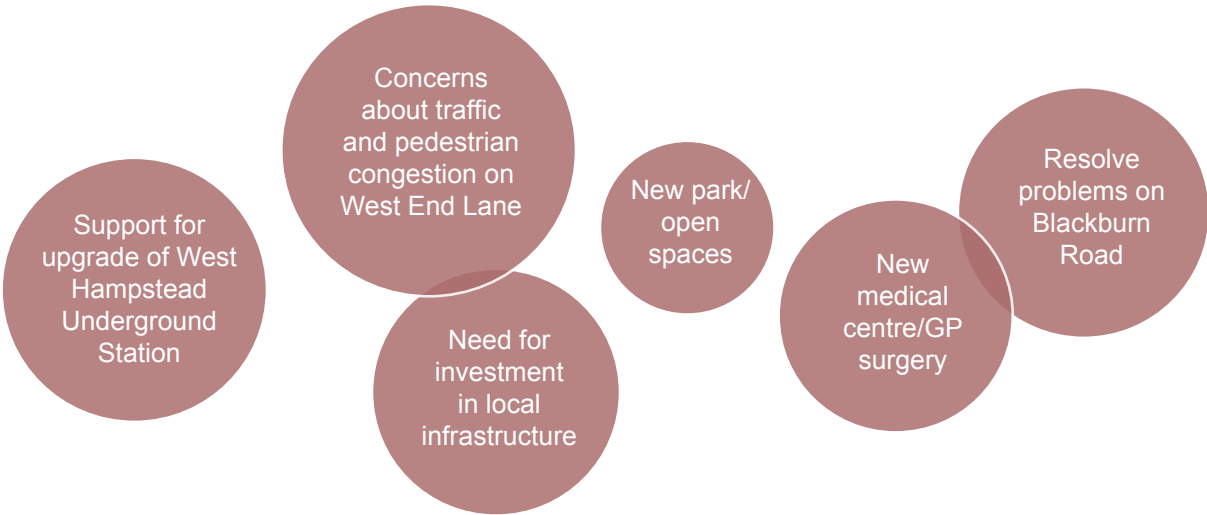 Support for
upgrade of West
Hampstead
Underground
Station
Concerns
about traffic
and pedestrian
congestion on
West End Lane
Need for
investment
in local
infrastructure
New park/
open
spaces
New
medical
centre/GP
surgery
Resolve
problems on
Blackburn
Road